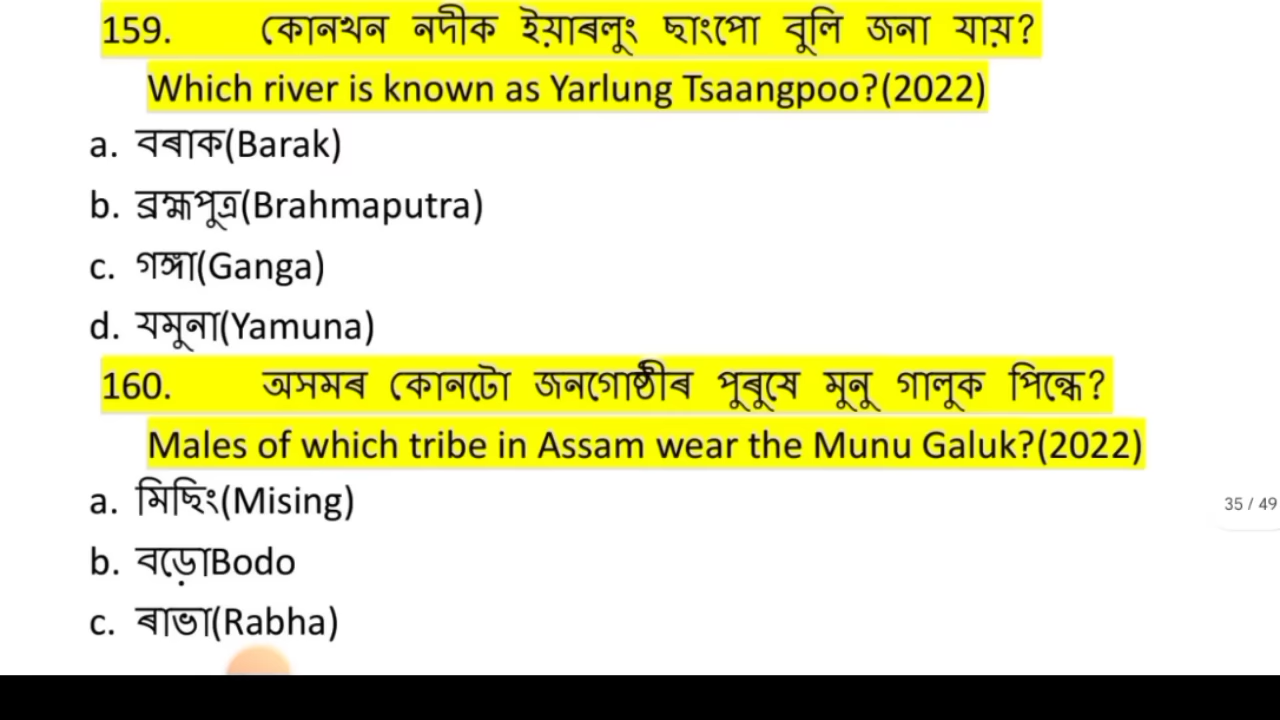 159. কোনখন নদীক ইয়াৰলুং ছাংপো বুলি জনা যায়?
Which river is known as Yarlung Tsaangpoo?(2022)
a. বৰাক(Barak)
b. ব্ৰহ্মপুত্ৰ(Brahmaputra)
c. গঙ্গা(Ganga)
d. যমুনা(Yamuna)
160. অসমৰ কোনটো জনগোষ্ঠীৰ পুৰুষে মুনু গালুক পিন্ধে?
Males of which tribe in Assam wear the Munu Galuk?(2022)
a. মিছিং(Mising)
35 / 49
b. বড়োBodo
c. ৰাভা(Rabha)